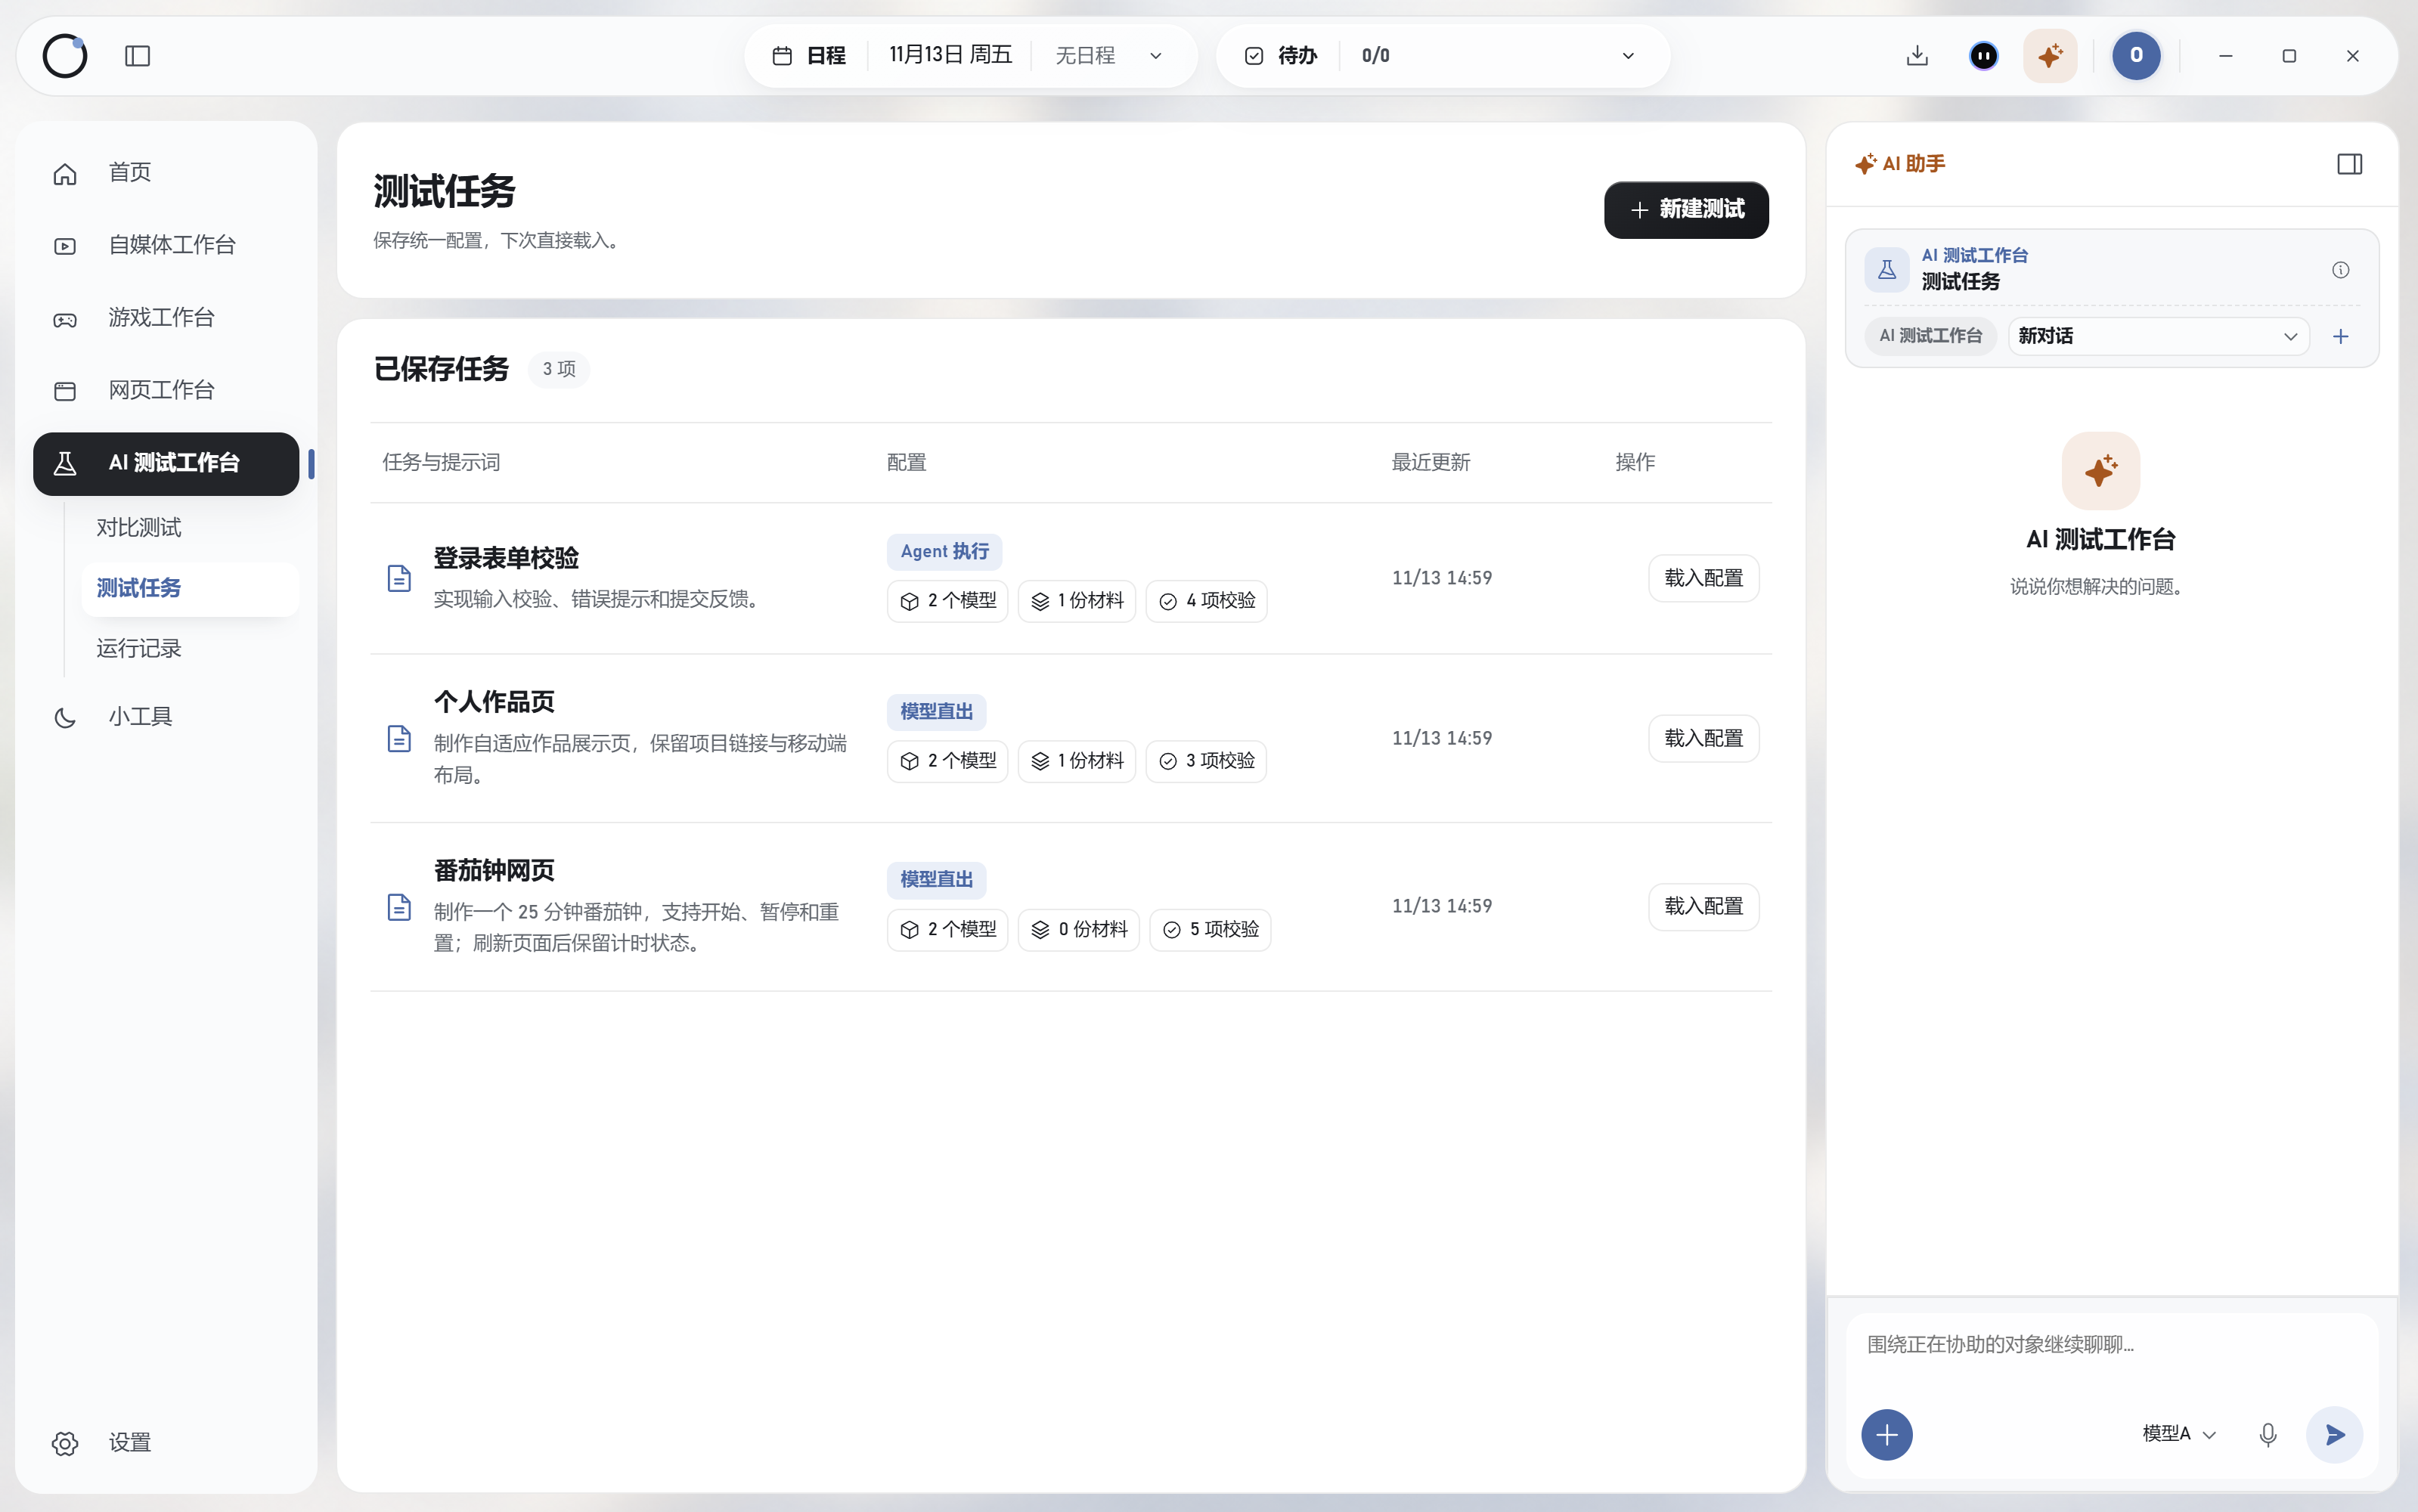 日程 11月13日 周五 无日程
待办 0/0
O
首页
自媒体工作台
游戏工作台
网页工作台
AI 测试工作台
对比测试
测试任务
运行记录
小工具
设置
测试任务
保存统一配置，下次直接载入。
新建测试
已保存任务 3 项
任务与提示词 配置 最近更新 操作
登录表单校验
实现输入校验、错误提示和提交反馈。
Agent 执行
2 个模型 1 份材料 4 项校验
11/13 14:59
载入配置
个人作品页
制作自适应作品展示页，保留项目链接与移动端
布局。
模型直出
2 个模型 1 份材料 3 项校验
11/13 14:59
载入配置
番茄钟网页
制作一个 25 分钟番茄钟，支持开始、暂停和重
置；刷新页面后保留计时状态。
模型直出
2 个模型 0 份材料 5 项校验
11/13 14:59
载入配置
AI 助手
AI 测试工作台
测试任务
AI 测试工作台 新对话
AI 测试工作台
说说你想解决的问题。
围绕正在协助的对象继续聊聊...
模型A